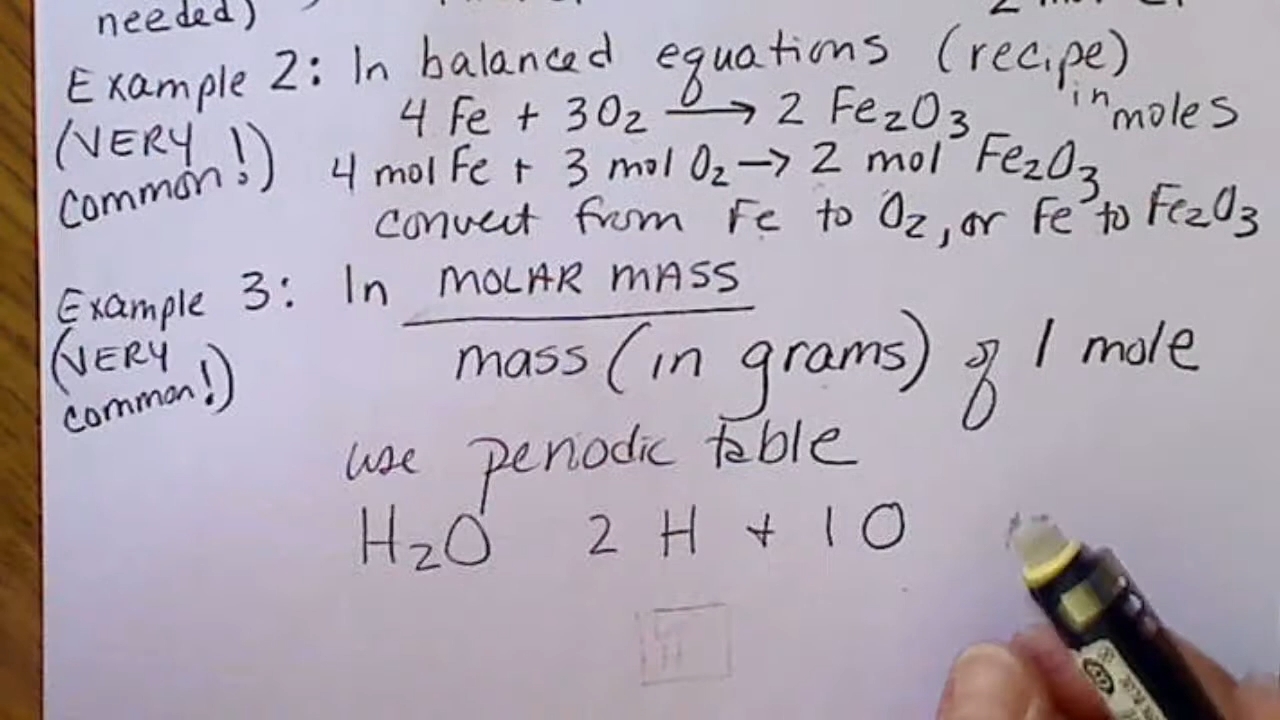 needed)
Example 2: In balanced equations (recipe)
in moles
(VERY common!)
4 Fe + 3O₂ → 2 Fe₂O₃
4 mol Fe + 3 mol O₂ → 2 mol Fe₂O₃
convert from Fe to O₂, or Fe to Fe₂O₃
Example 3: In MOLAR MASS
(VERY common!)
mass (in grams) of 1 mole
use periodic table
H₂O 2 H + 1 O